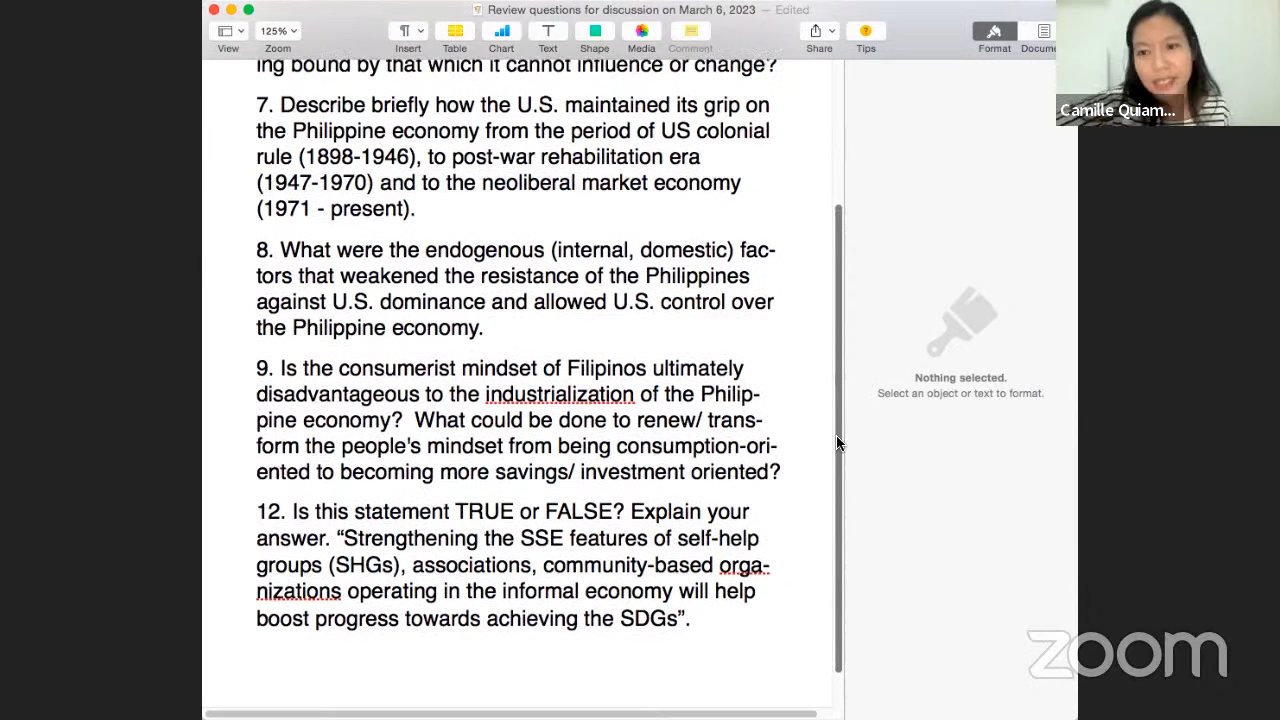 Review questions for discussion on March 6, 2023 — Edited
125%
View
Zoom
Insert
Table
Chart
Text
Shape
Media
Comment
Share
Tips
Format
Docume
Camille Quiam...
ing bound by that which it cannot influence or change?
7. Describe briefly how the U.S. maintained its grip on
the Philippine economy from the period of US colonial
rule (1898-1946), to post-war rehabilitation era
(1947-1970) and to the neoliberal market economy
(1971 - present).
8. What were the endogenous (internal, domestic) fac-
tors that weakened the resistance of the Philippines
against U.S. dominance and allowed U.S. control over
the Philippine economy.
9. Is the consumerist mindset of Filipinos ultimately
disadvantageous to the industrialization of the Philip-
pine economy? What could be done to renew/ trans-
form the people's mindset from being consumption-ori-
ented to becoming more savings/ investment oriented?
12. Is this statement TRUE or FALSE? Explain your
answer. “Strengthening the SSE features of self-help
groups (SHGs), associations, community-based orga-
nizations operating in the informal economy will help
boost progress towards achieving the SDGs”.
Nothing selected.
Select an object or text to format.
zoom